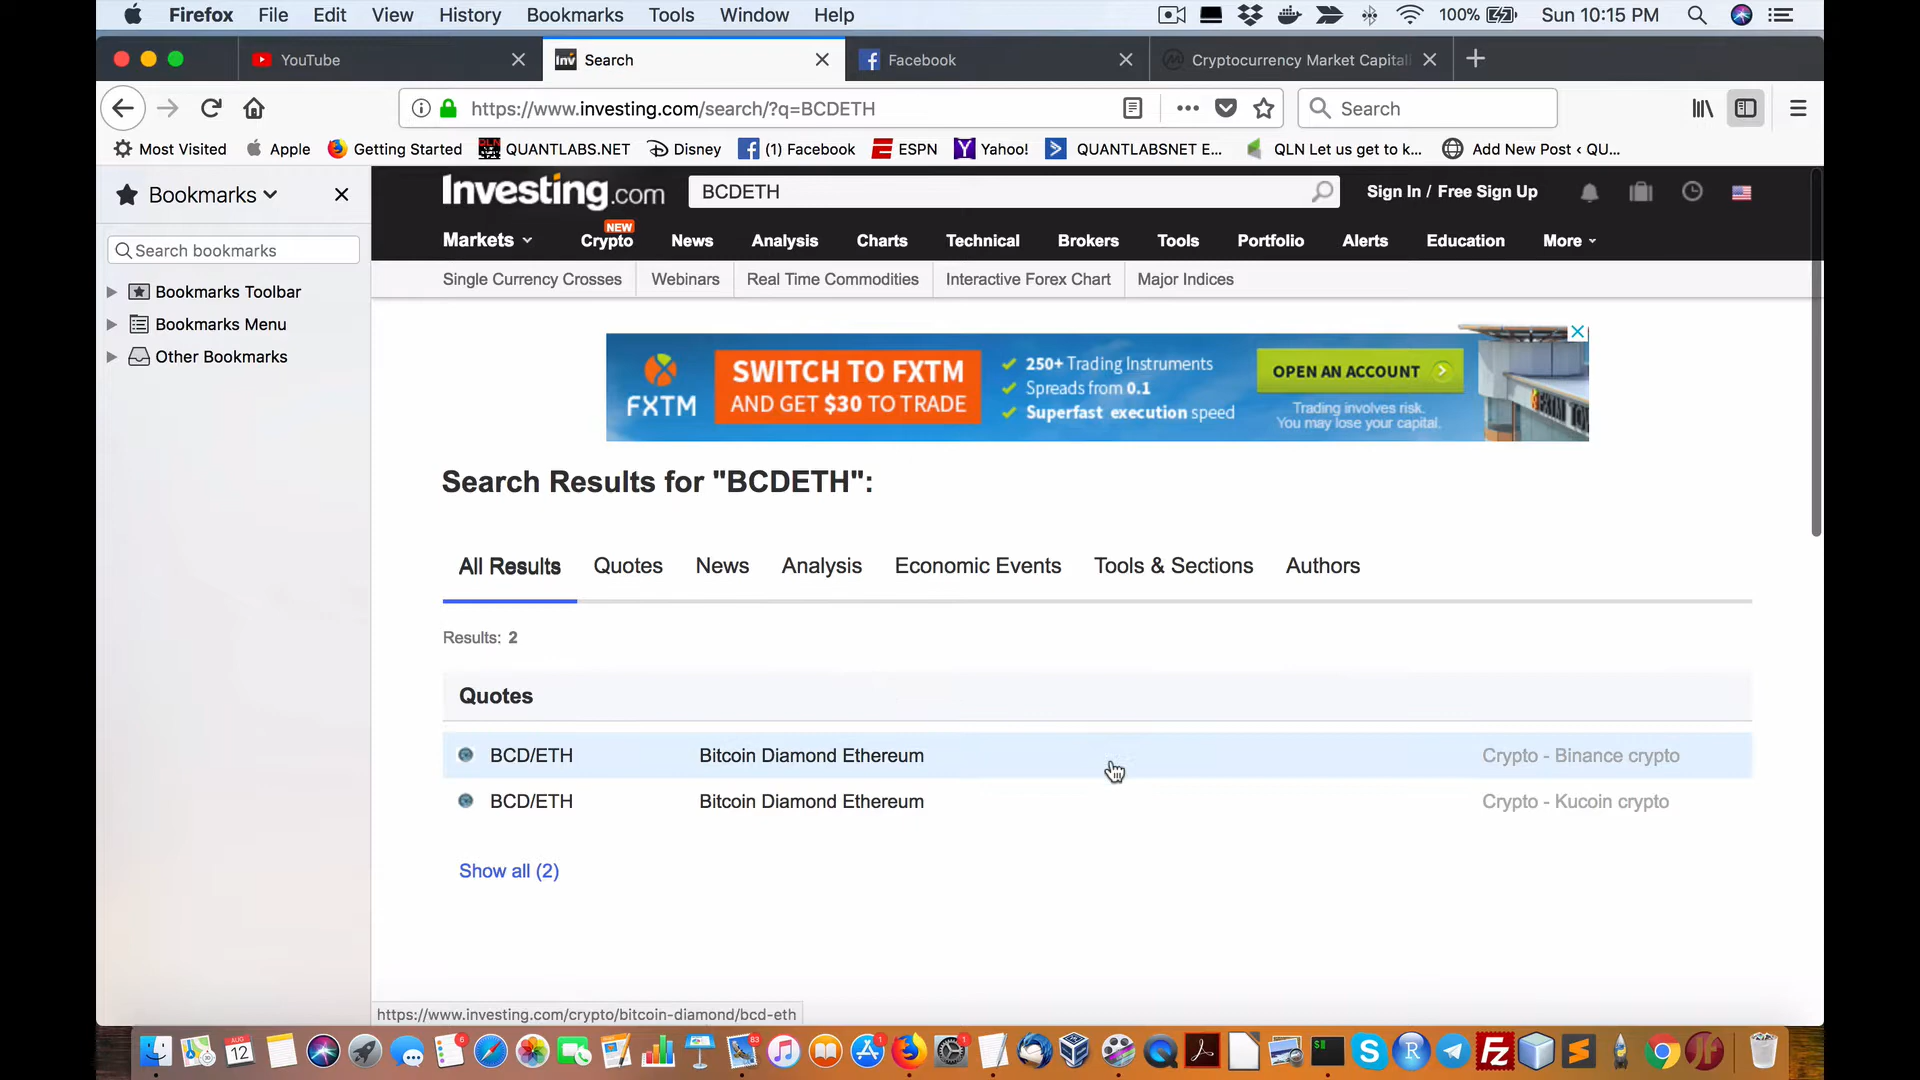 Firefox File Edit View History Bookmarks Tools Window Help 100% Sun 10:15 PM
YouTube Search Facebook Cryptocurrency Market Capitali
https://www.investing.com/search/?q=BCDETH Search
Most Visited Apple Getting Started QUANTLABS.NET Disney (1) Facebook ESPN Yahoo! QUANTLABSNET E... QLN Let us get to k... Add New Post ‹ QU...
Bookmarks
Search bookmarks
Bookmarks Toolbar
Bookmarks Menu
Other Bookmarks
Investing.com BCDETH Sign In / Free Sign Up
NEW
Markets Crypto News Analysis Charts Technical Brokers Tools Portfolio Alerts Education More
Single Currency Crosses Webinars Real Time Commodities Interactive Forex Chart Major Indices
FXTM
SWITCH TO FXTM
AND GET $30 TO TRADE
250+ Trading Instruments
Spreads from 0.1
Superfast execution speed
OPEN AN ACCOUNT
Trading involves risk.
You may lose your capital.
Search Results for "BCDETH":
All Results Quotes News Analysis Economic Events Tools & Sections Authors
Results: 2
Quotes
BCD/ETH Bitcoin Diamond Ethereum Crypto - Binance crypto
BCD/ETH Bitcoin Diamond Ethereum Crypto - Kucoin crypto
Show all (2)
https://www.investing.com/crypto/bitcoin-diamond/bcd-eth